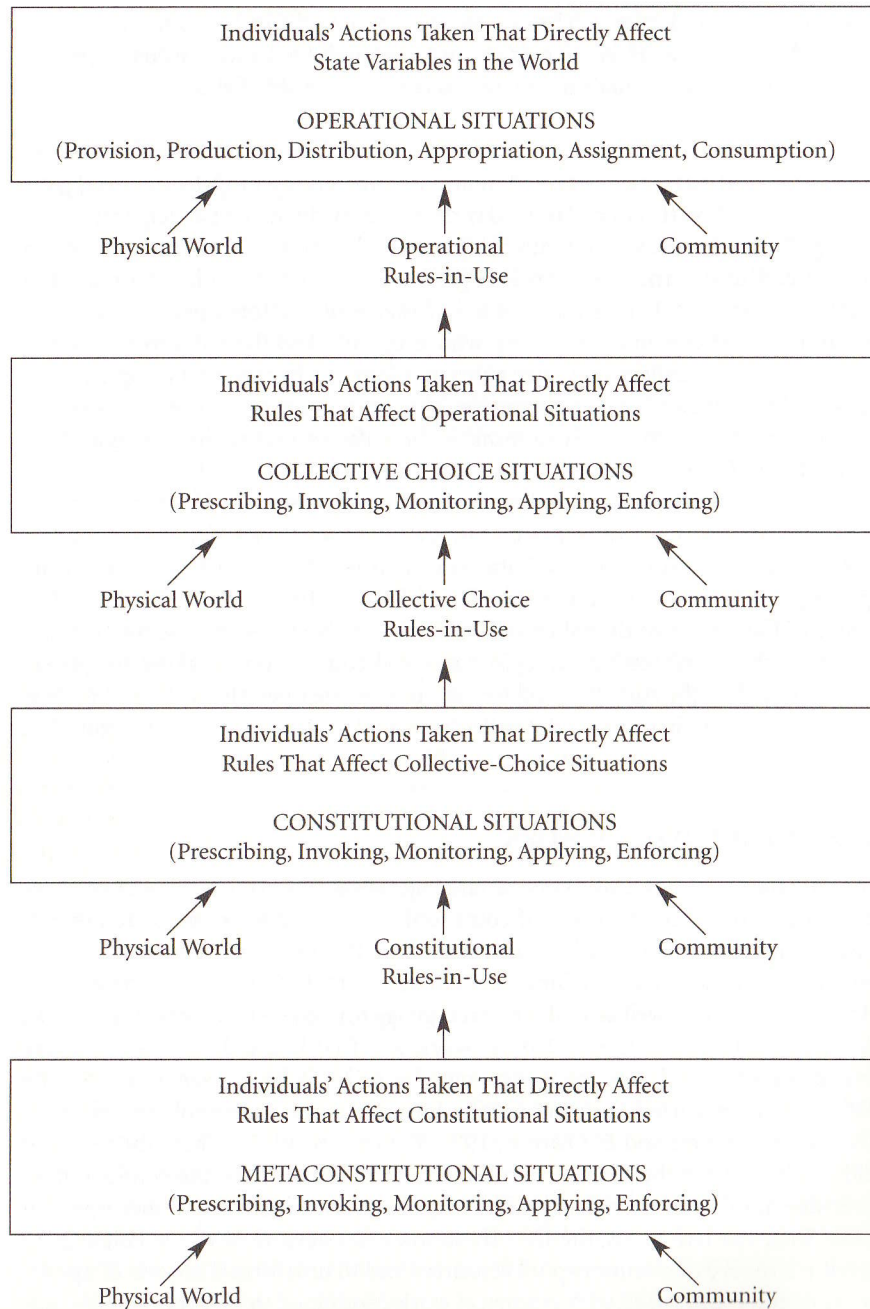 Individuals' Actions Taken That Directly Affect
State Variables in the World
OPERATIONAL SITUATIONS
(Provision, Production, Distribution, Appropriation, Assignment, Consumption)
Physical World
Operational
Rules-in-Use
Community
Individuals' Actions Taken That Directly Affect
Rules That Affect Operational Situations
COLLECTIVE CHOICE SITUATIONS
(Prescribing, Invoking, Monitoring, Applying, Enforcing)
Physical World
Collective Choice
Rules-in-Use
Community
Individuals' Actions Taken That Directly Affect
Rules That Affect Collective-Choice Situations
CONSTITUTIONAL SITUATIONS
(Prescribing, Invoking, Monitoring, Applying, Enforcing)
Physical World
Constitutional
Rules-in-Use
Community
Individuals' Actions Taken That Directly Affect
Rules That Affect Constitutional Situations
METACONSTITUTIONAL SITUATIONS
(Prescribing, Invoking, Monitoring, Applying, Enforcing)
Physical World
Community